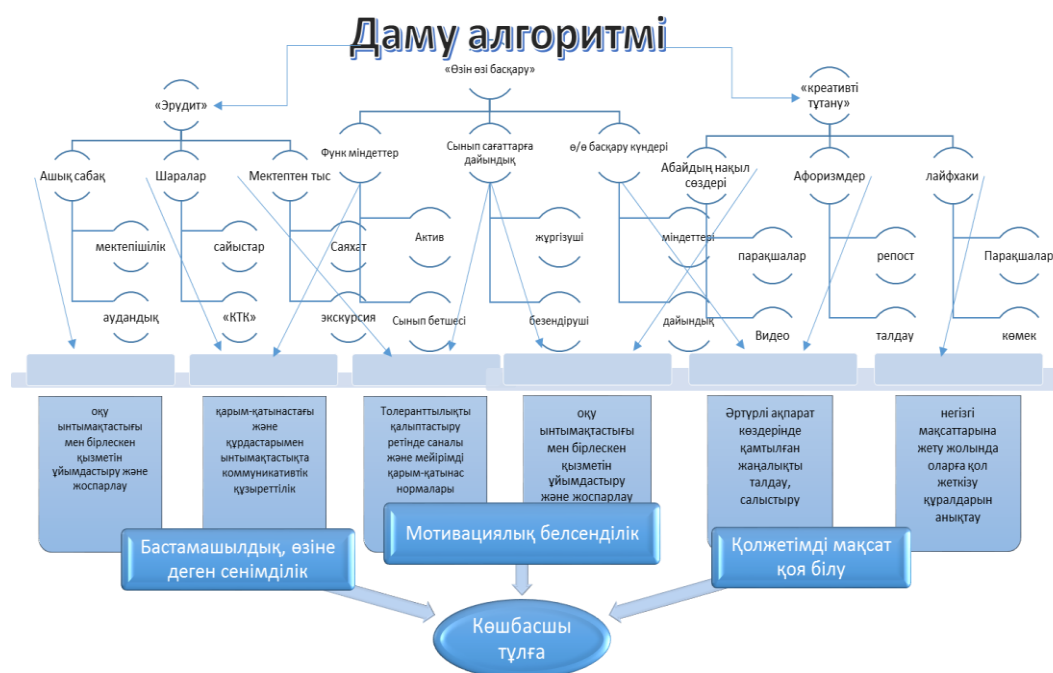 Даму алгоритмі
«Өзін өзі басқару»
«Эрудит»
«креативті
тұтану»
Ашық сабақ
Шаралар
Мектептен тыс
Функ міндеттер
Сынып сағаттарға
дайындық
ө/ө басқару күндері
Абайдың нақыл
сөздері
Афоризмдер
лайфхаки
мектепішілік
сайыстар
Саяхат
Актив
жүргізуші
міндеттері
парақшалар
репост
Парақшалар
аудандық
«КТК»
экскурсия
Сынып бетшесі
безендіруші
дайындық
Видео
талдау
көмек
оқу
ынтымақтастығы
мен бірлескен
қызметін
ұйымдастыру және
жоспарлау
қарым-қатынастағы
және
құрдастарымен
ынтымақтастықта
коммуникативтік
құзыреттілік
Толеранттылықты
қалыптастыру
ретінде саналы
және мейірімді
қарым-қатынас
нормалары
оқу
ынтымақтастығы
мен бірлескен
қызметін
ұйымдастыру
және жоспарлау
Әртүрлі ақпарат
көздерінде
қамтылған
жаңалықты
талдау,
салыстыру
негізгі
мақсаттарына
жету жолында
оларға қол
жеткізу
құралдарын
анықтау
Бастамашылдық, өзіне
деген сенімділік
Мотивациялық белсенділік
Қолжетімді мақсат
қоя білу
Көшбасшы
тұлға